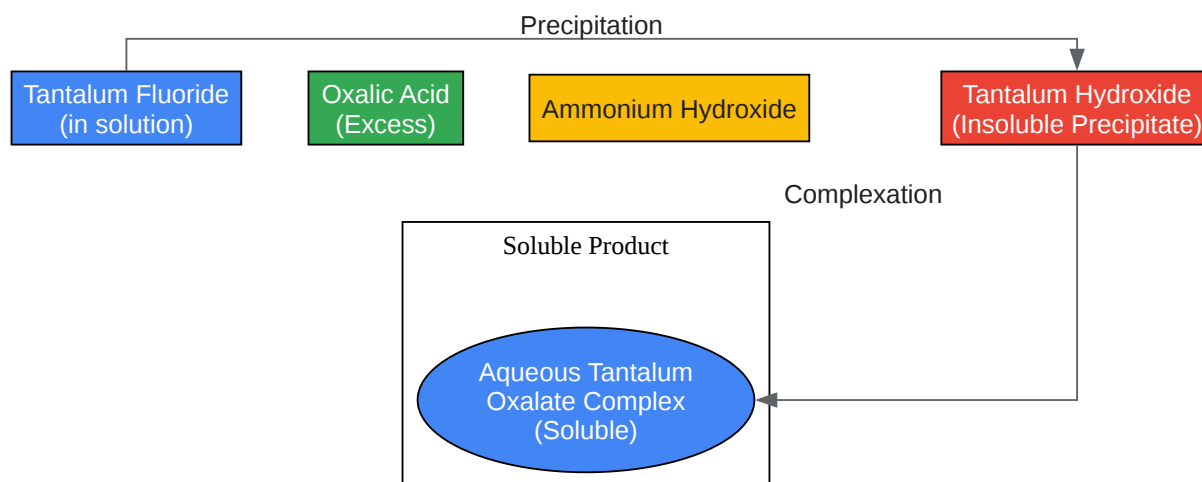 Precipitation
Tantalum Fluoride
(in solution)
Oxalic Acid
(Excess)
Ammonium Hydroxide
Tantalum Hydroxide
(Insoluble Precipitate)
Complexation
Soluble Product
Aqueous Tantalum
Oxalate Complex
(Soluble)